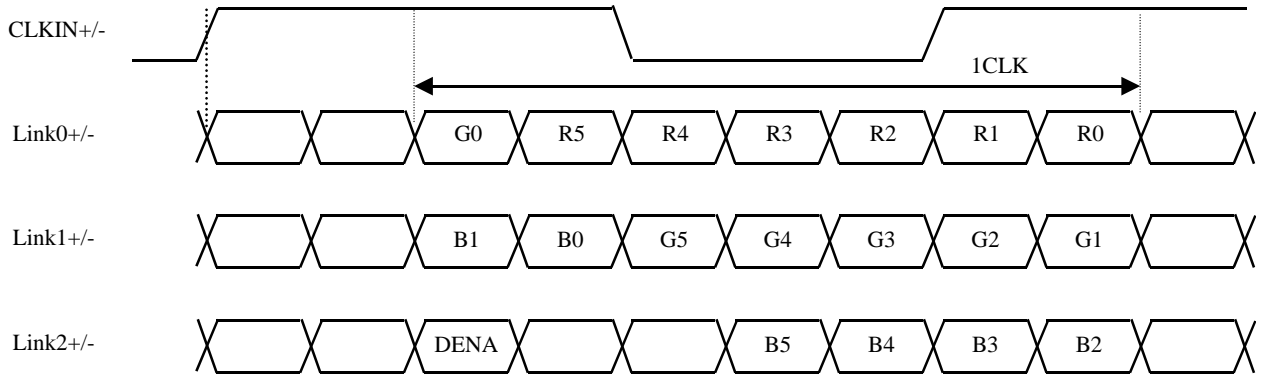 CLKIN+/-
1CLK
Link0+/- G0 R5 R4 R3 R2 R1 R0
Link1+/- B1 B0 G5 G4 G3 G2 G1
Link2+/- DENA B5 B4 B3 B2